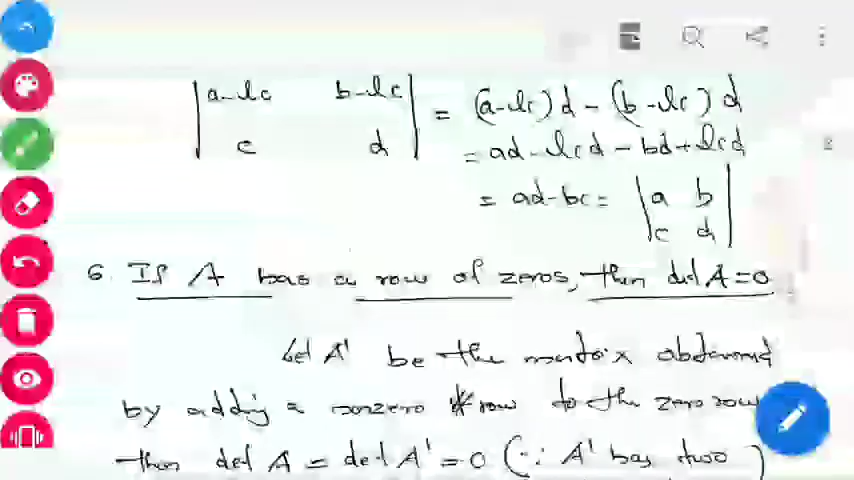 | a-lc b-lc | = (a-lc) d - (b-lc) d
| c d | = ad - lcd - bd + lcd
= ad-bc = | a b |
| c d |
6. If A has a row of zeros, then det A = 0
Let A' be the matrix obtained
by adding a nonzero row to the zero row
then det A = det A' = 0 (∵ A' has two )